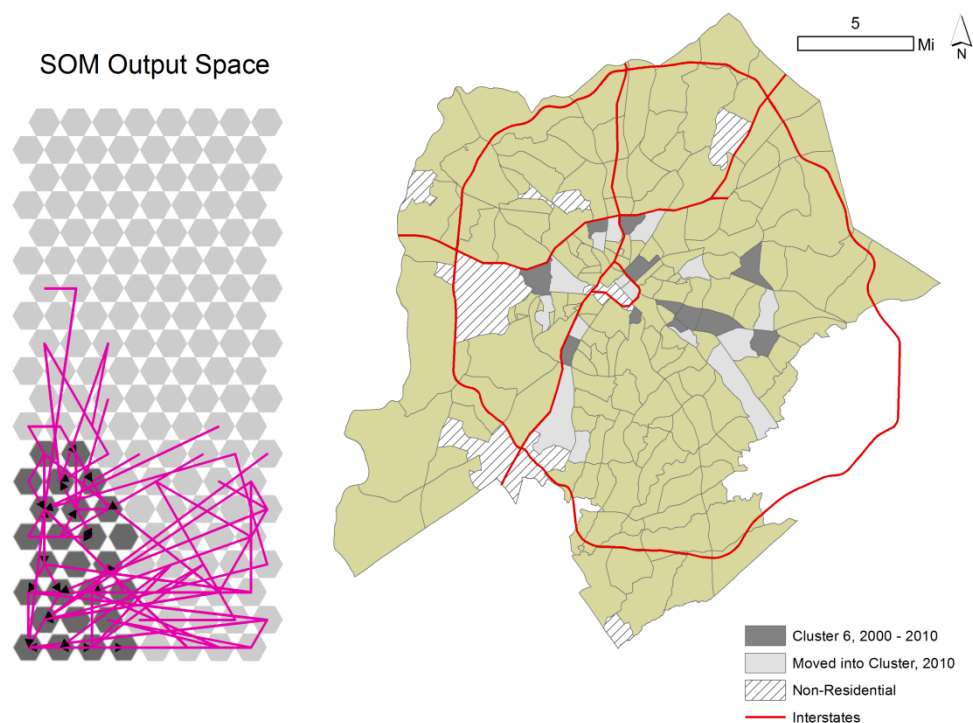 SOM Output Space
5
Mi
N
Cluster 6, 2000 - 2010
Moved into Cluster, 2010
Non-Residential
Interstates